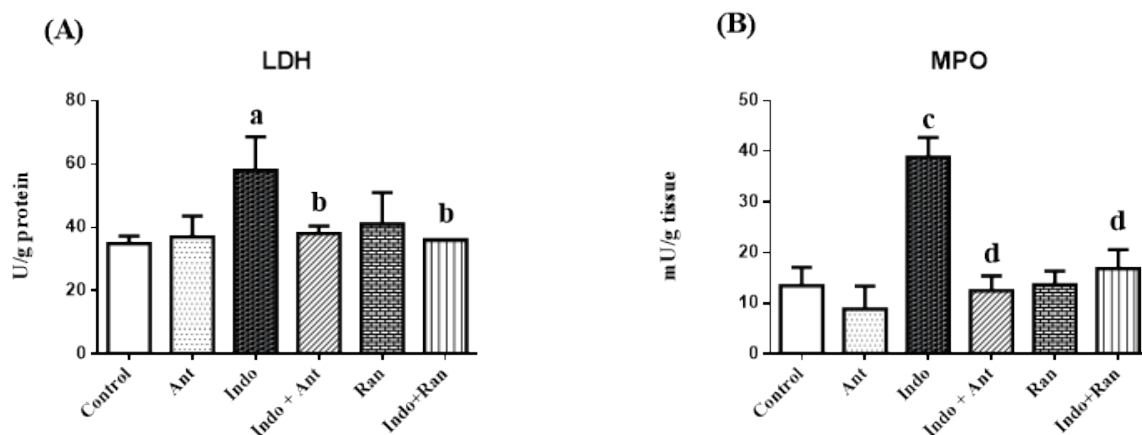 (A)
LDH
U/g protein
80
60
40
20
0
a
b
b
Control
Ant
Indo
Indo + Ant
Ran
Indo+Ran
(B)
MPO
mU/g tissue
50
40
30
20
10
0
c
d
d
Control
Ant
Indo
Indo + Ant
Ran
Indo+Ran